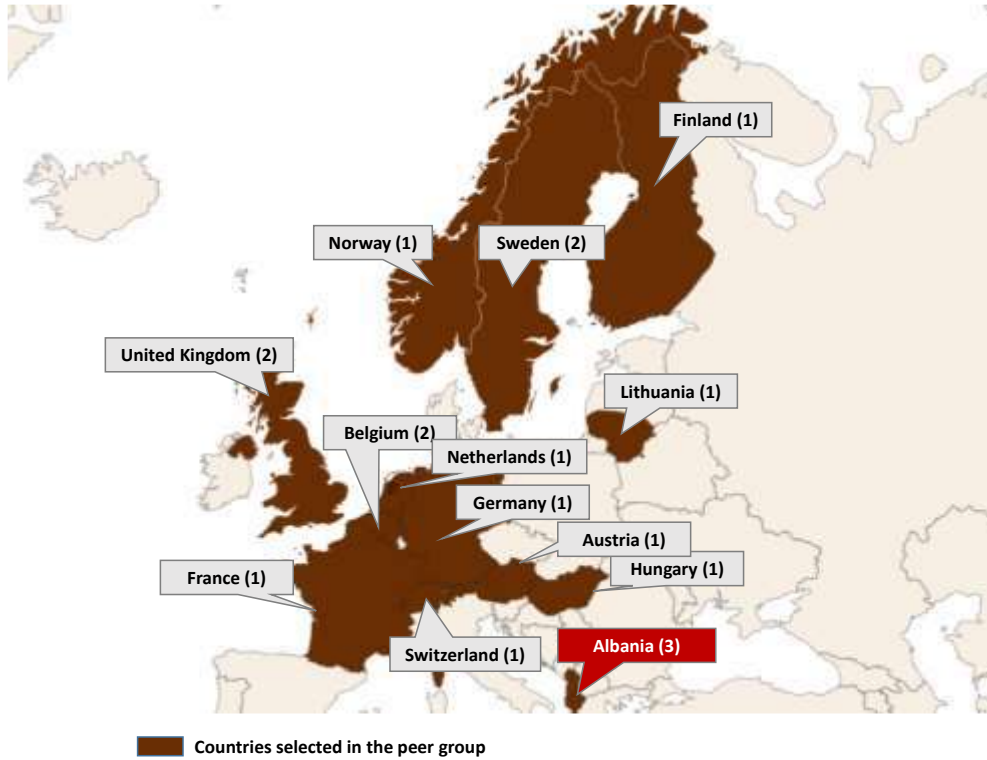 Finland (1)
Norway (1)
Sweden (2)
United Kingdom (2)
Lithuania (1)
Belgium (2)
Netherlands (1)
Germany (1)
Austria (1)
Hungary (1)
France (1)
Switzerland (1)
Albania (3)
Countries selected in the peer group